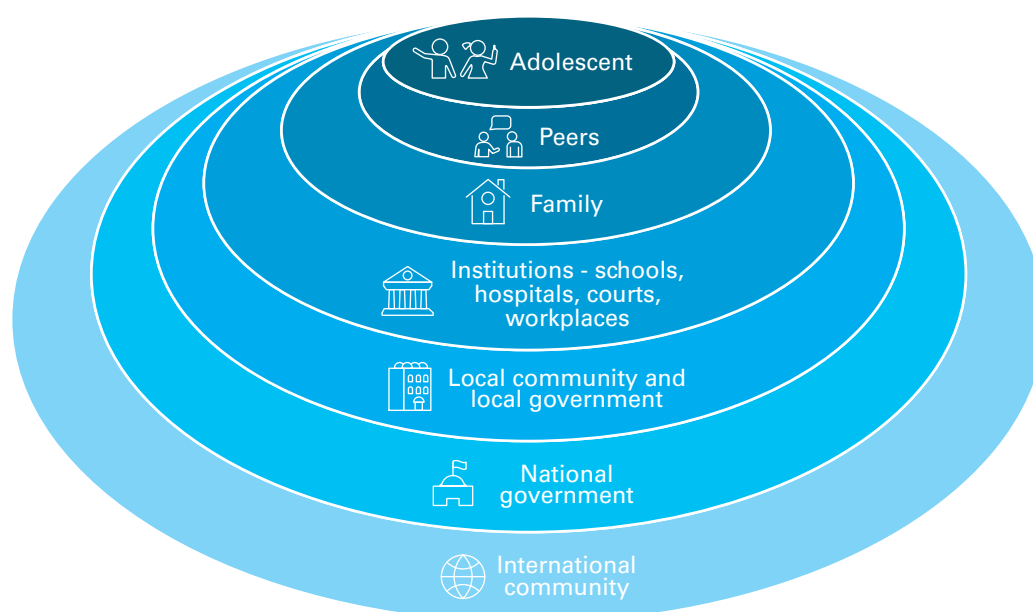 Adolescent
Peers
Family
Institutions - schools,
hospitals, courts,
workplaces
Local community and
local government
National
government
International
community